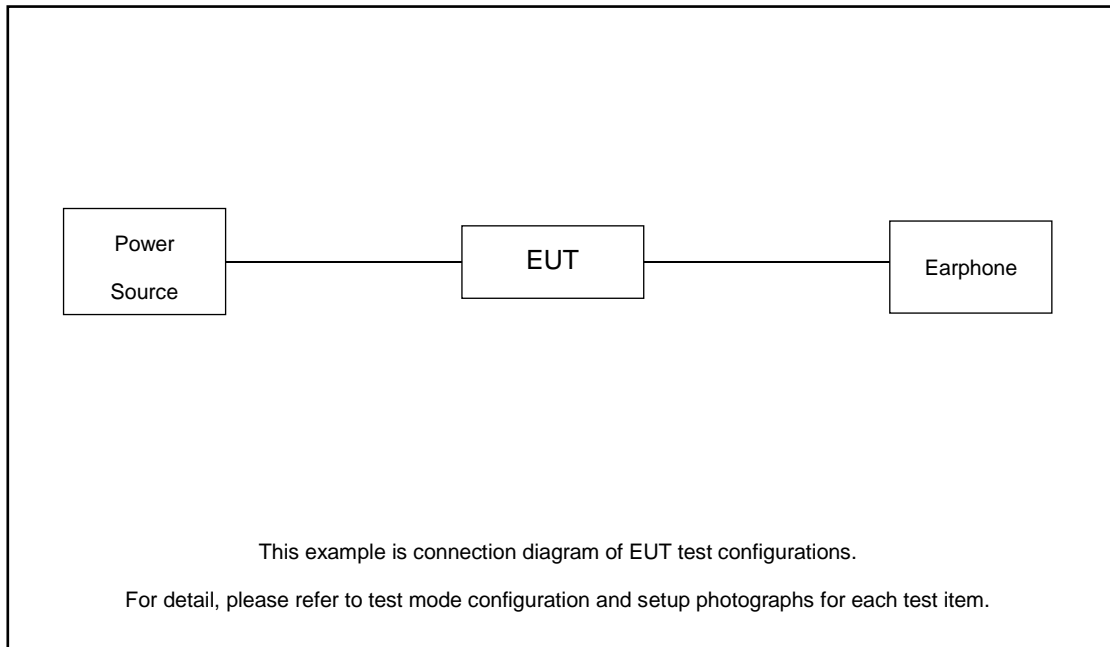 Power
Source
EUT
Earphone
This example is connection diagram of EUT test configurations.
For detail, please refer to test mode configuration and setup photographs for each test item.